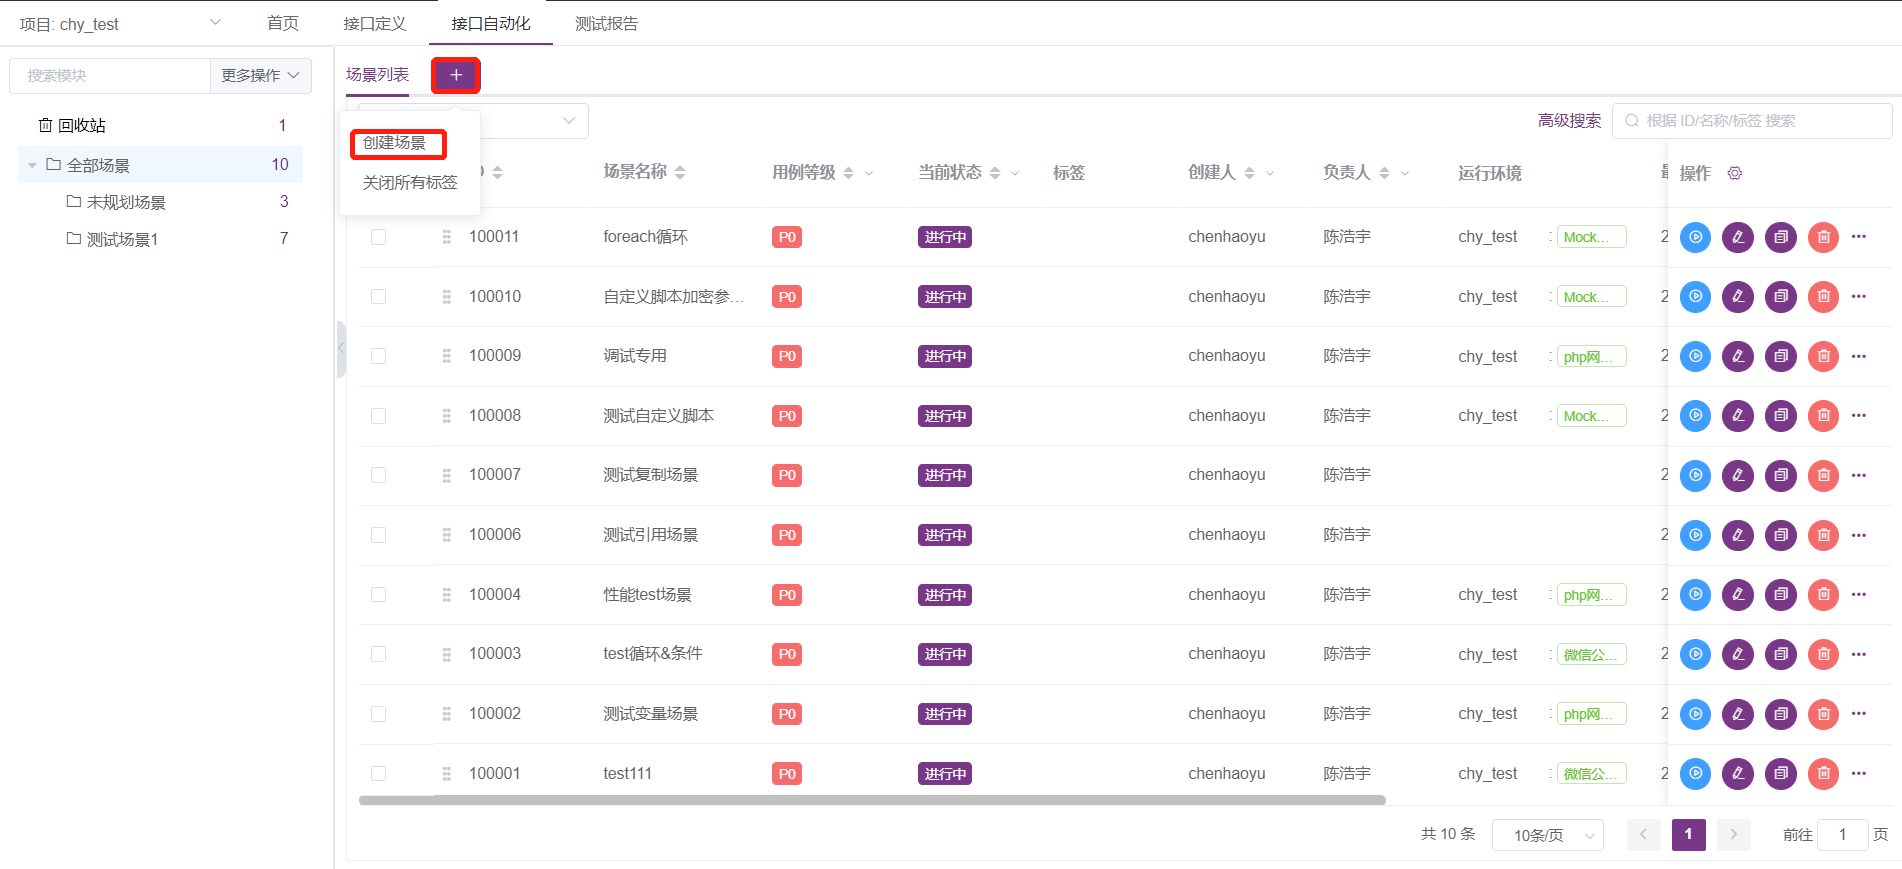 项目: chy_test 首页 接口定义 接口自动化 测试报告
搜索模块 更多操作
回收站 1
全部场景 10
未规划场景 3
测试场景1 7
场景列表 +
创建场景
关闭所有标签
高级搜索 根据 ID/名称/标签 搜索
场景名称 用例等级 当前状态 标签 创建人 负责人 运行环境 操作
100011 foreach循环 P0 进行中 chenhaoyu 陈浩宇 chy_test : Mock... 2
100010 自定义脚本加密参... P0 进行中 chenhaoyu 陈浩宇 chy_test : Mock... 2
100009 调试专用 P0 进行中 chenhaoyu 陈浩宇 chy_test : php网... 2
100008 测试自定义脚本 P0 进行中 chenhaoyu 陈浩宇 chy_test : Mock... 2
100007 测试复制场景 P0 进行中 chenhaoyu 陈浩宇
100006 测试引用场景 P0 进行中 chenhaoyu 陈浩宇
100004 性能test场景 P0 进行中 chenhaoyu 陈浩宇 chy_test : php网... 2
100003 test循环&条件 P0 进行中 chenhaoyu 陈浩宇 chy_test : 微信公... 2
100002 测试变量场景 P0 进行中 chenhaoyu 陈浩宇 chy_test : php网... 2
100001 test111 P0 进行中 chenhaoyu 陈浩宇 chy_test : 微信公... 2
共 10 条 10条/页 1 前往 1 页